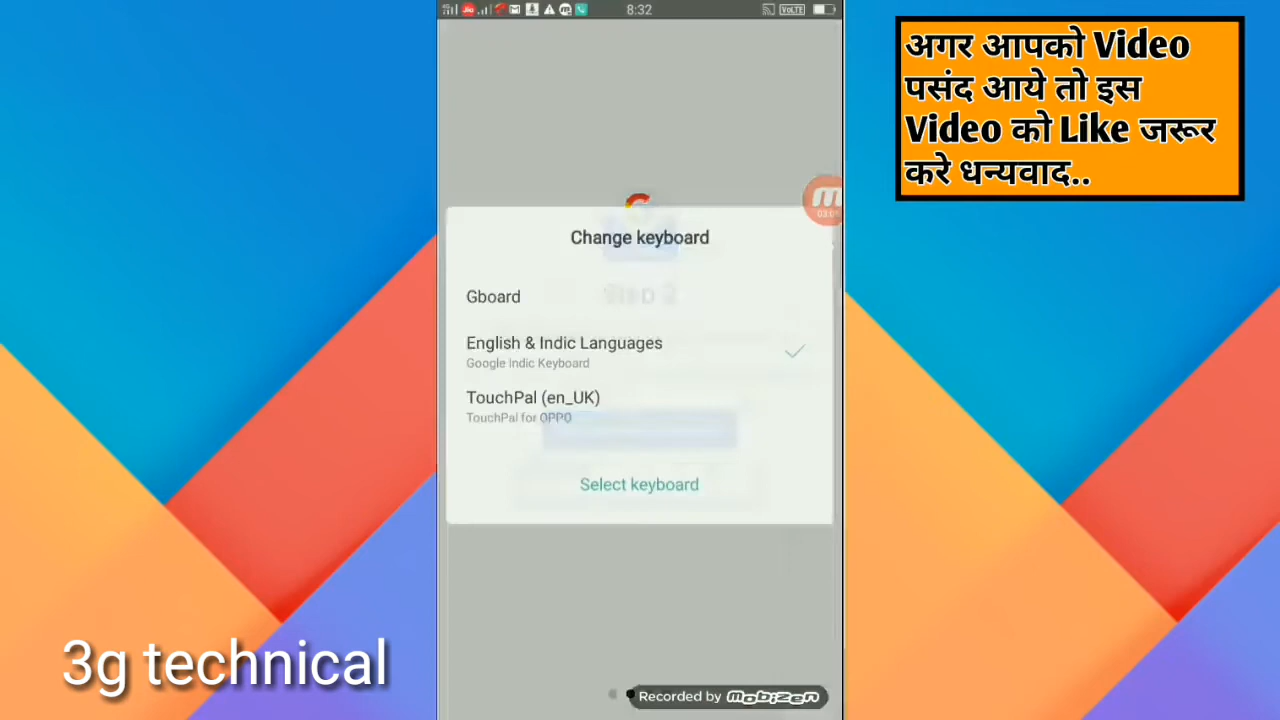 8:32
VoLTE
अगर आपको Video
पसंद आये तो इस
Video को Like जरूर
करे धन्यवाद..
Change keyboard
Gboard
English & Indic Languages
Google Indic Keyboard
TouchPal (en_UK)
TouchPal for OPPO
Select keyboard
3g technical
Recorded by mobizen